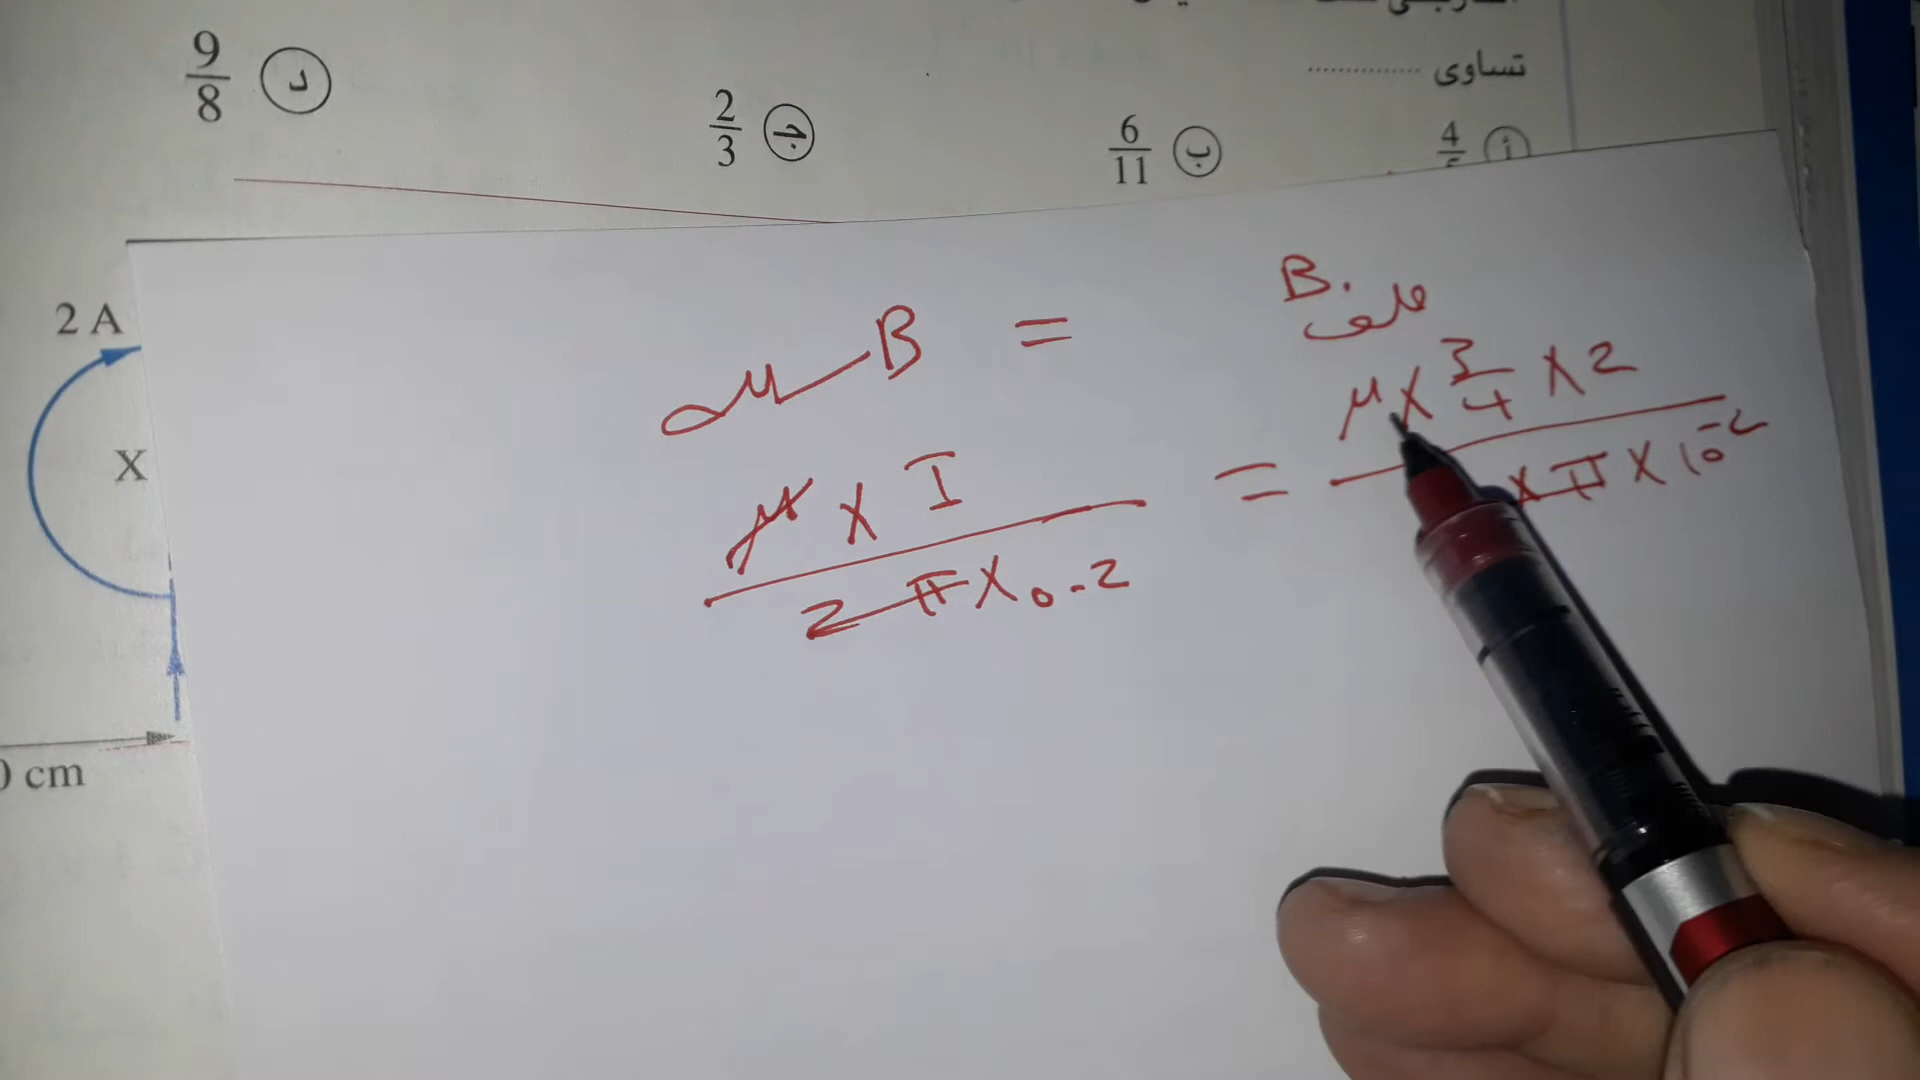 تساوى ..............
أ 4 ب 6/11 ج 2/3 د 9/8
2 A
X
cm
سلك B = B. ملف
μ × I / 2 π × 0.2 = μ × 3/4 × 2 / × π × 10⁻²